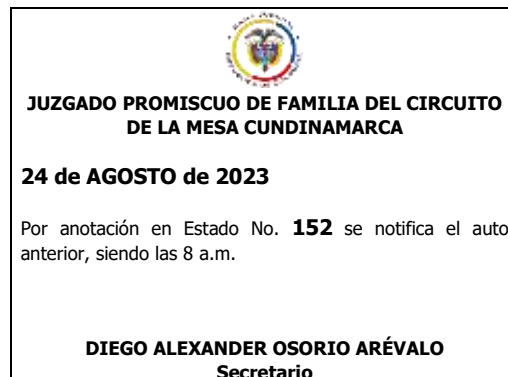 JUZGADO PROMISCUO DE FAMILIA DEL CIRCUITO
DE LA MESA CUNDINAMARCA
24 de AGOSTO de 2023
Por anotación en Estado No. 152 se notifica el auto
anterior, siendo las 8 a.m.
DIEGO ALEXANDER OSORIO ARÉVALO
Secretario